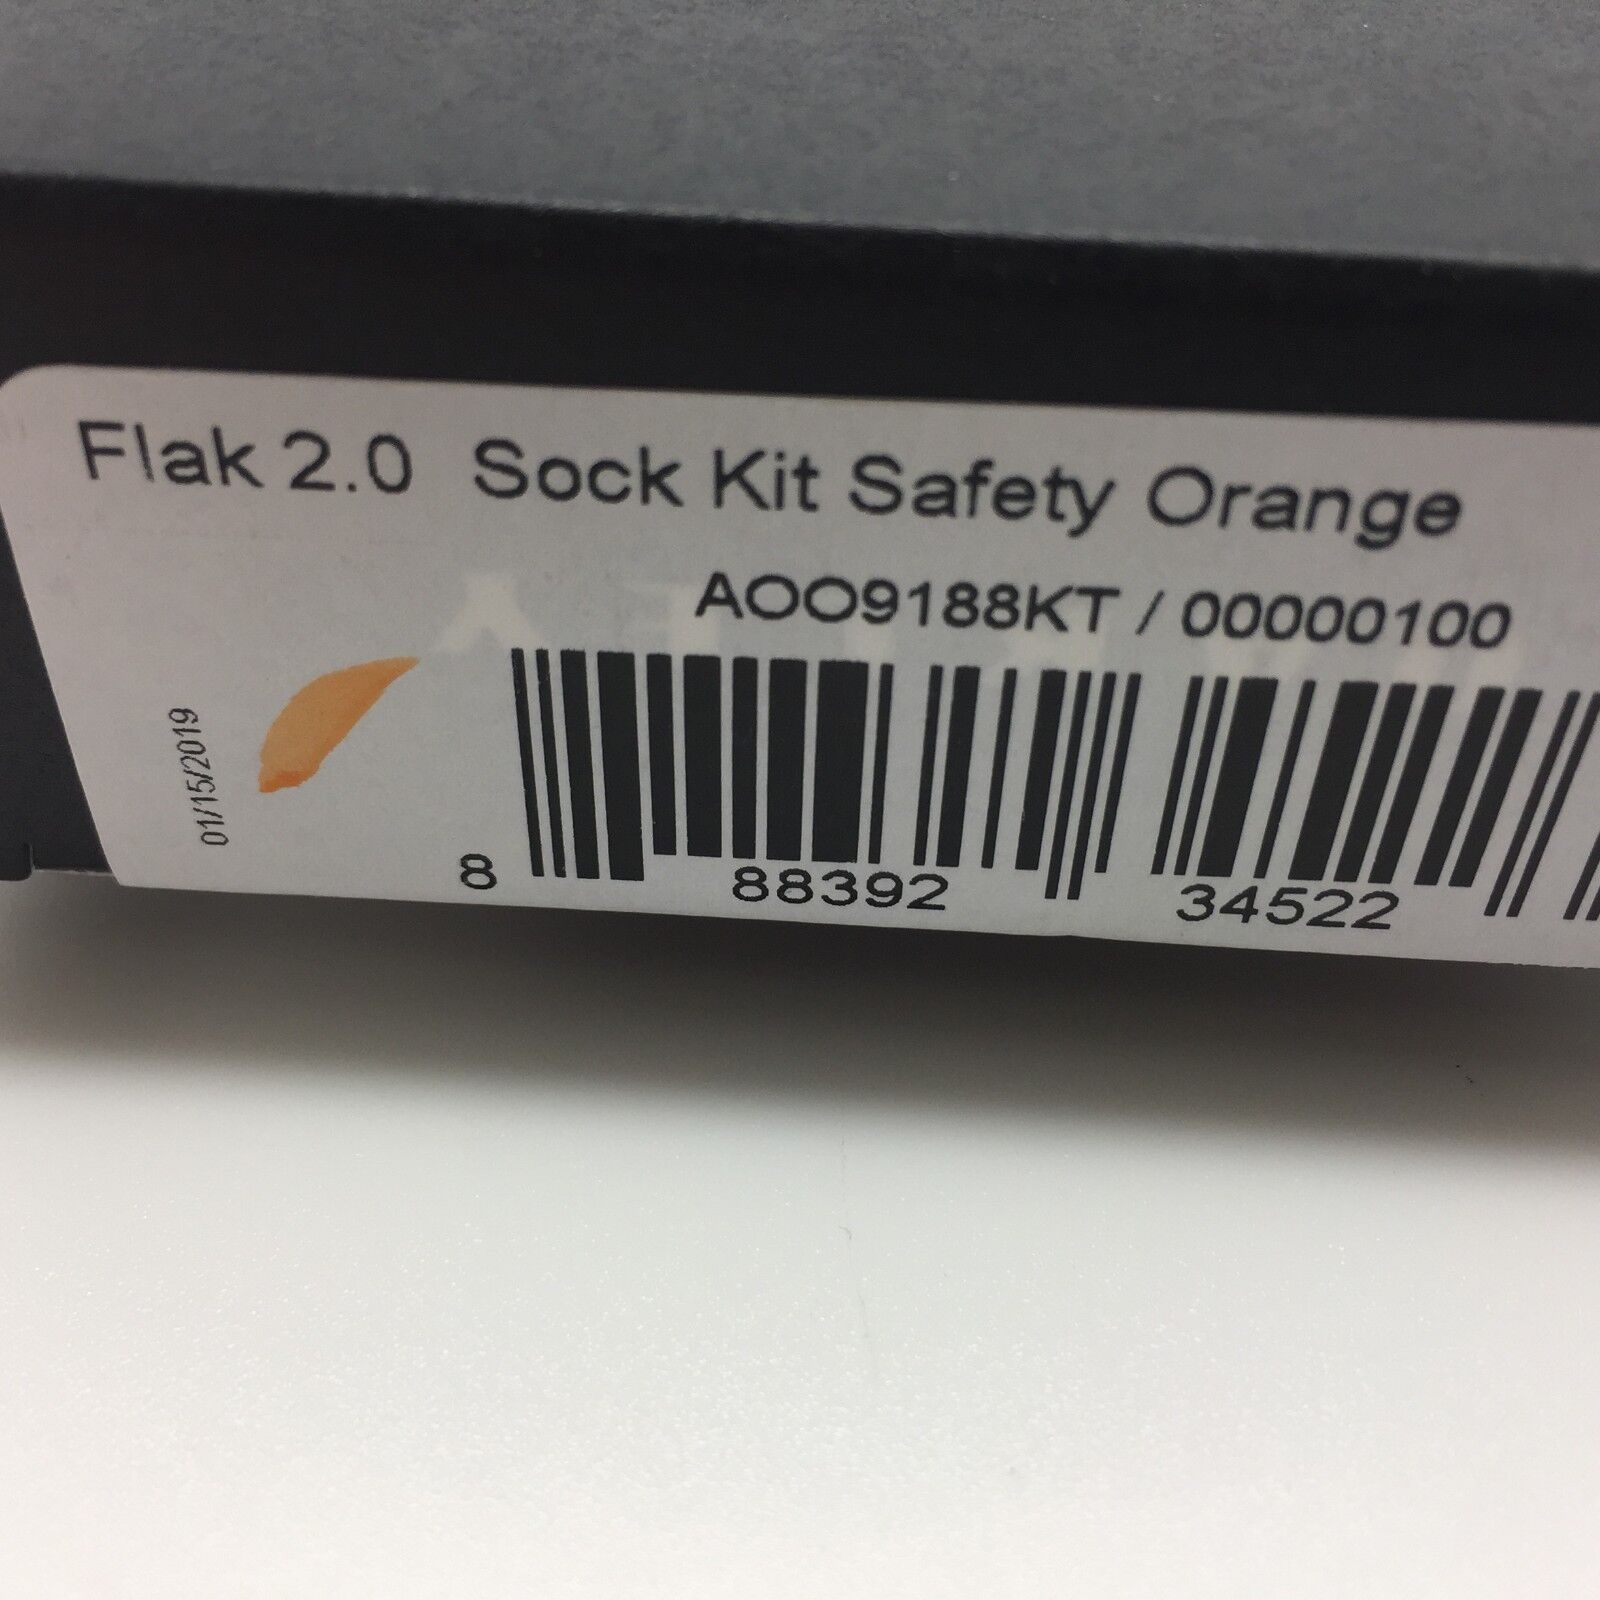 Flak 2.0 Sock Kit Safety Orange
AOO9188KT / 00000100
01/15/2019
8 88392 34522